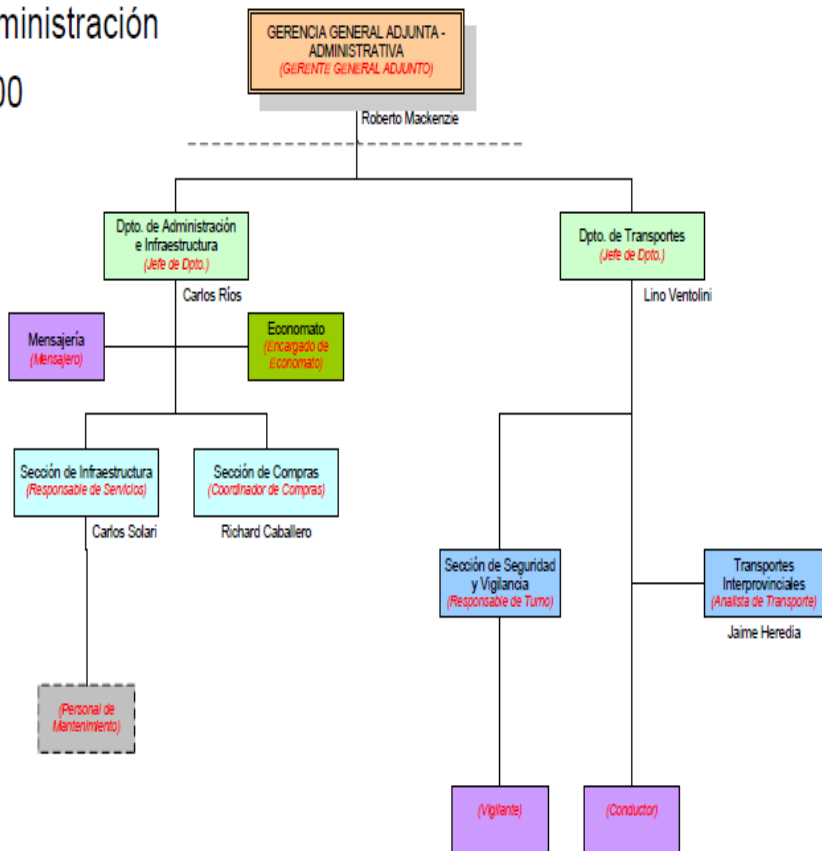 ministración
00
GERENCIA GENERAL ADJUNTA -
ADMINISTRATIVA
(GERENTE GENERAL ADJUNTO)
Roberto Mackenzie
Dpto. de Administración
e Infraestructura
(Jefe de Dpto.)
Carlos Ríos
Dpto. de Transportes
(Jefe de Dpto.)
Lino Ventolini
Mensajería
(Mensajero)
Economato
(Encargado de
Economato)
Sección de Infraestructura
(Responsable de Servicios)
Carlos Solari
Sección de Compras
(Coordinador de Compras)
Richard Caballero
Sección de Seguridad
y Vigilancia
(Responsable de Turno)
Transportes
Interprovinciales
(Analista de Transporte)
Jaime Heredia
(Personal de
Mantenimiento)
(Vigilante)
(Conductor)